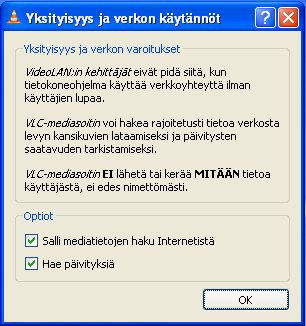 Yksityisyys ja verkon käytännöt
Yksityisyys ja verkon varoitukset
VideoLAN:in kehittäjät eivät pidä siitä, kun
tietokoneohjelma käyttää verkkoyhteyttä ilman
käyttäjien lupaa.
VLC-mediasoitin voi hakea rajoitetusti tietoa verkosta
levyn kansikuvien lataamiseksi ja päivitysten
saatavuden tarkistamiseksi.
VLC-mediasoitin EI lähetä tai kerää MITÄÄN tietoa
käyttäjästä, ei edes nimettömästi.
Optiot
Salli mediatietojen haku Internetistä
Hae päivityksiä
OK